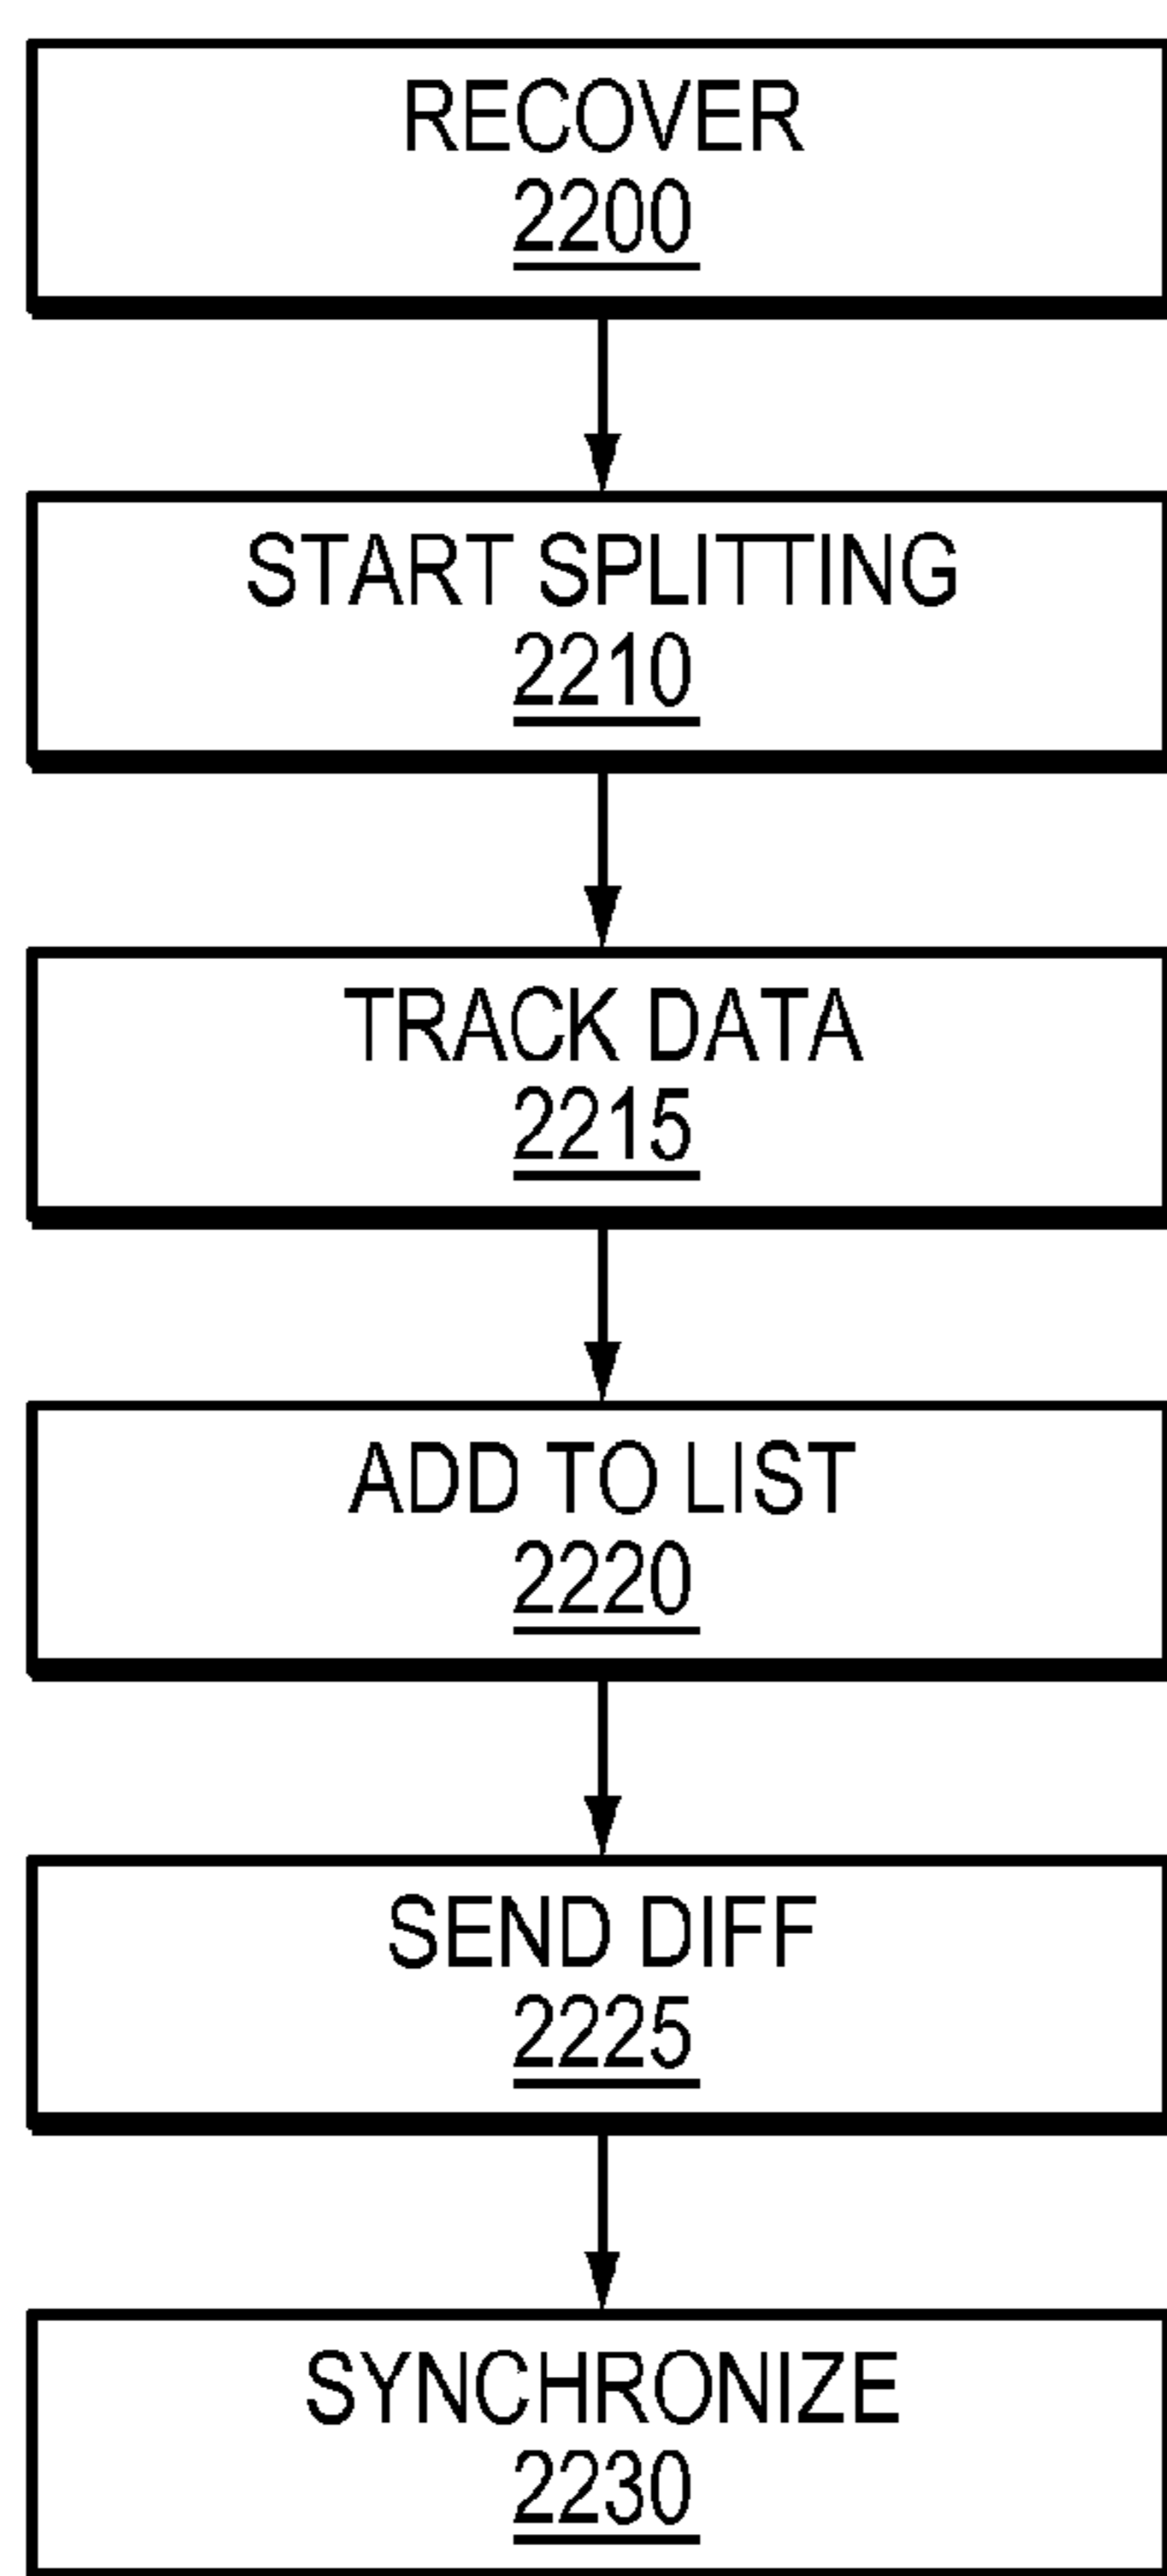 RECOVER
2200
START SPLITTING
2210
TRACK DATA
2215
ADD TO LIST
2220
SEND DIFF
2225
SYNCHRONIZE
2230